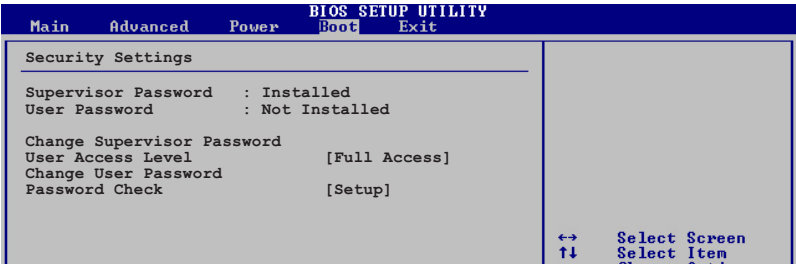 BIOS SETUP UTILITY
Main Advanced Power Boot Exit
Security Settings
Supervisor Password : Installed
User Password : Not Installed
Change Supervisor Password
User Access Level [Full Access]
Change User Password
Password Check [Setup]
←→ Select Screen
↑↓ Select Item